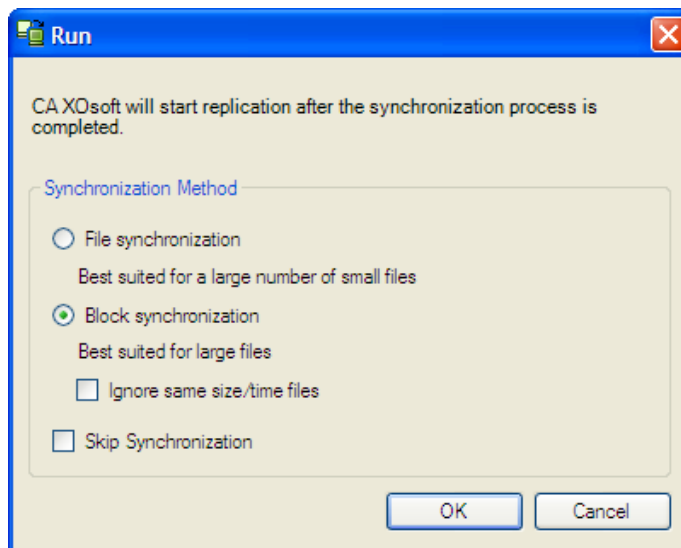 Run
CA XOsoft will start replication after the synchronization process is
completed.
Synchronization Method
File synchronization
Best suited for a large number of small files
Block synchronization
Best suited for large files
Ignore same size/time files
Skip Synchronization
OK
Cancel